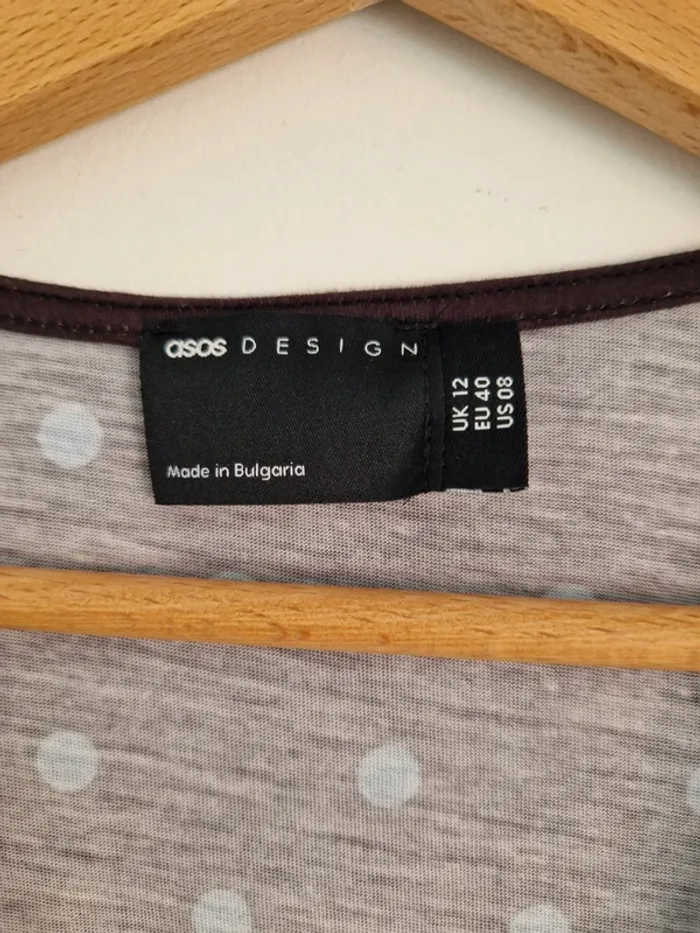 asos DESIGN
Made in Bulgaria
UK 12
EU 40
US 08